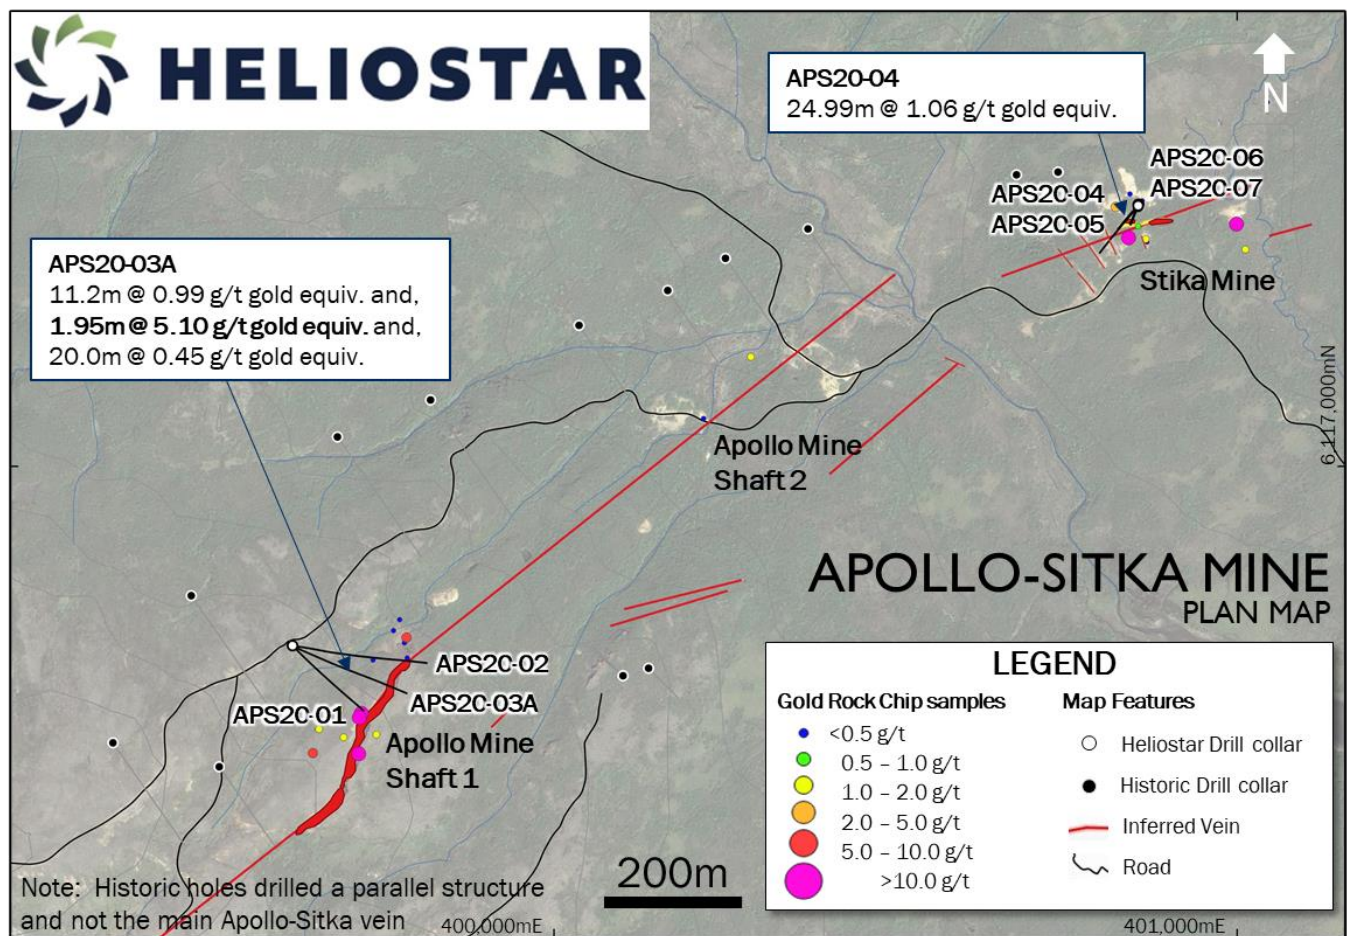 HELIOSTAR
APS20-04
24.99m @ 1.06 g/t gold equiv.
N
APS20-06
APS20-07
APS20-04
APS20-05
Stika Mine
APS20-03A
11.2m @ 0.99 g/t gold equiv. and,
1.95m @ 5.10 g/t gold equiv. and,
20.0m @ 0.45 g/t gold equiv.
6,117,000mN
Apollo Mine
Shaft 2
APOLLO-SITKA MINE
PLAN MAP
APS20-02
APS20-03A
APS20-01
Apollo Mine
Shaft 1
LEGEND
Gold Rock Chip samples
<0.5 g/t
0.5 – 1.0 g/t
1.0 – 2.0 g/t
2.0 – 5.0 g/t
5.0 – 10.0 g/t
>10.0 g/t
Map Features
Heliostar Drill collar
Historic Drill collar
Inferred Vein
Road
200m
Note: Historic holes drilled a parallel structure
and not the main Apollo-Sitka vein
400,000mE
401,000mE